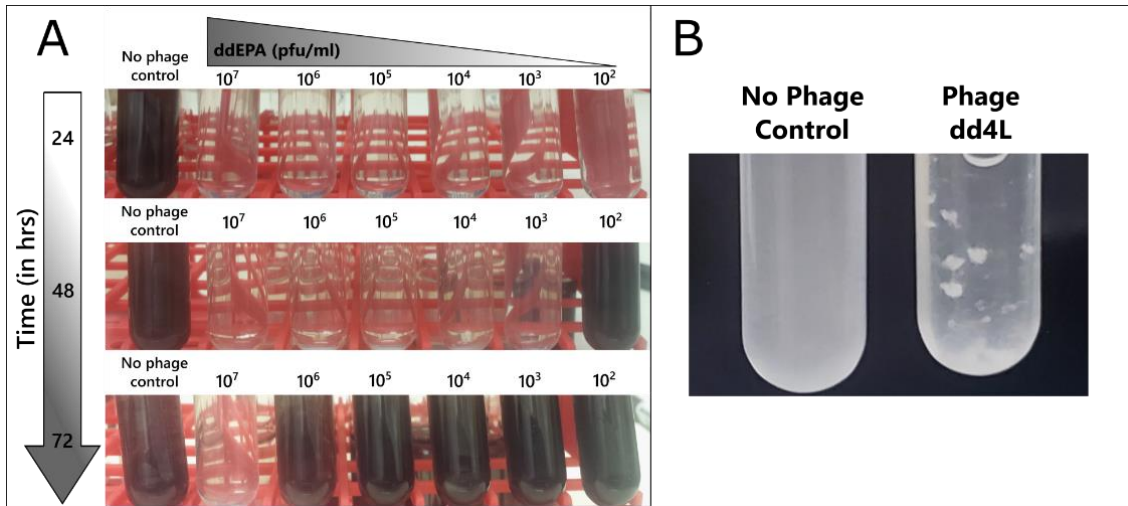 A
ddEPA (pfu/ml)
No phage
control
10⁷ 10⁶ 10⁵ 10⁴ 10³ 10²
24
No phage
control
10⁷ 10⁶ 10⁵ 10⁴ 10³ 10²
Time (in hrs)
48
No phage
control
10⁷ 10⁶ 10⁵ 10⁴ 10³ 10²
72
B
No Phage
Control
Phage
dd4L